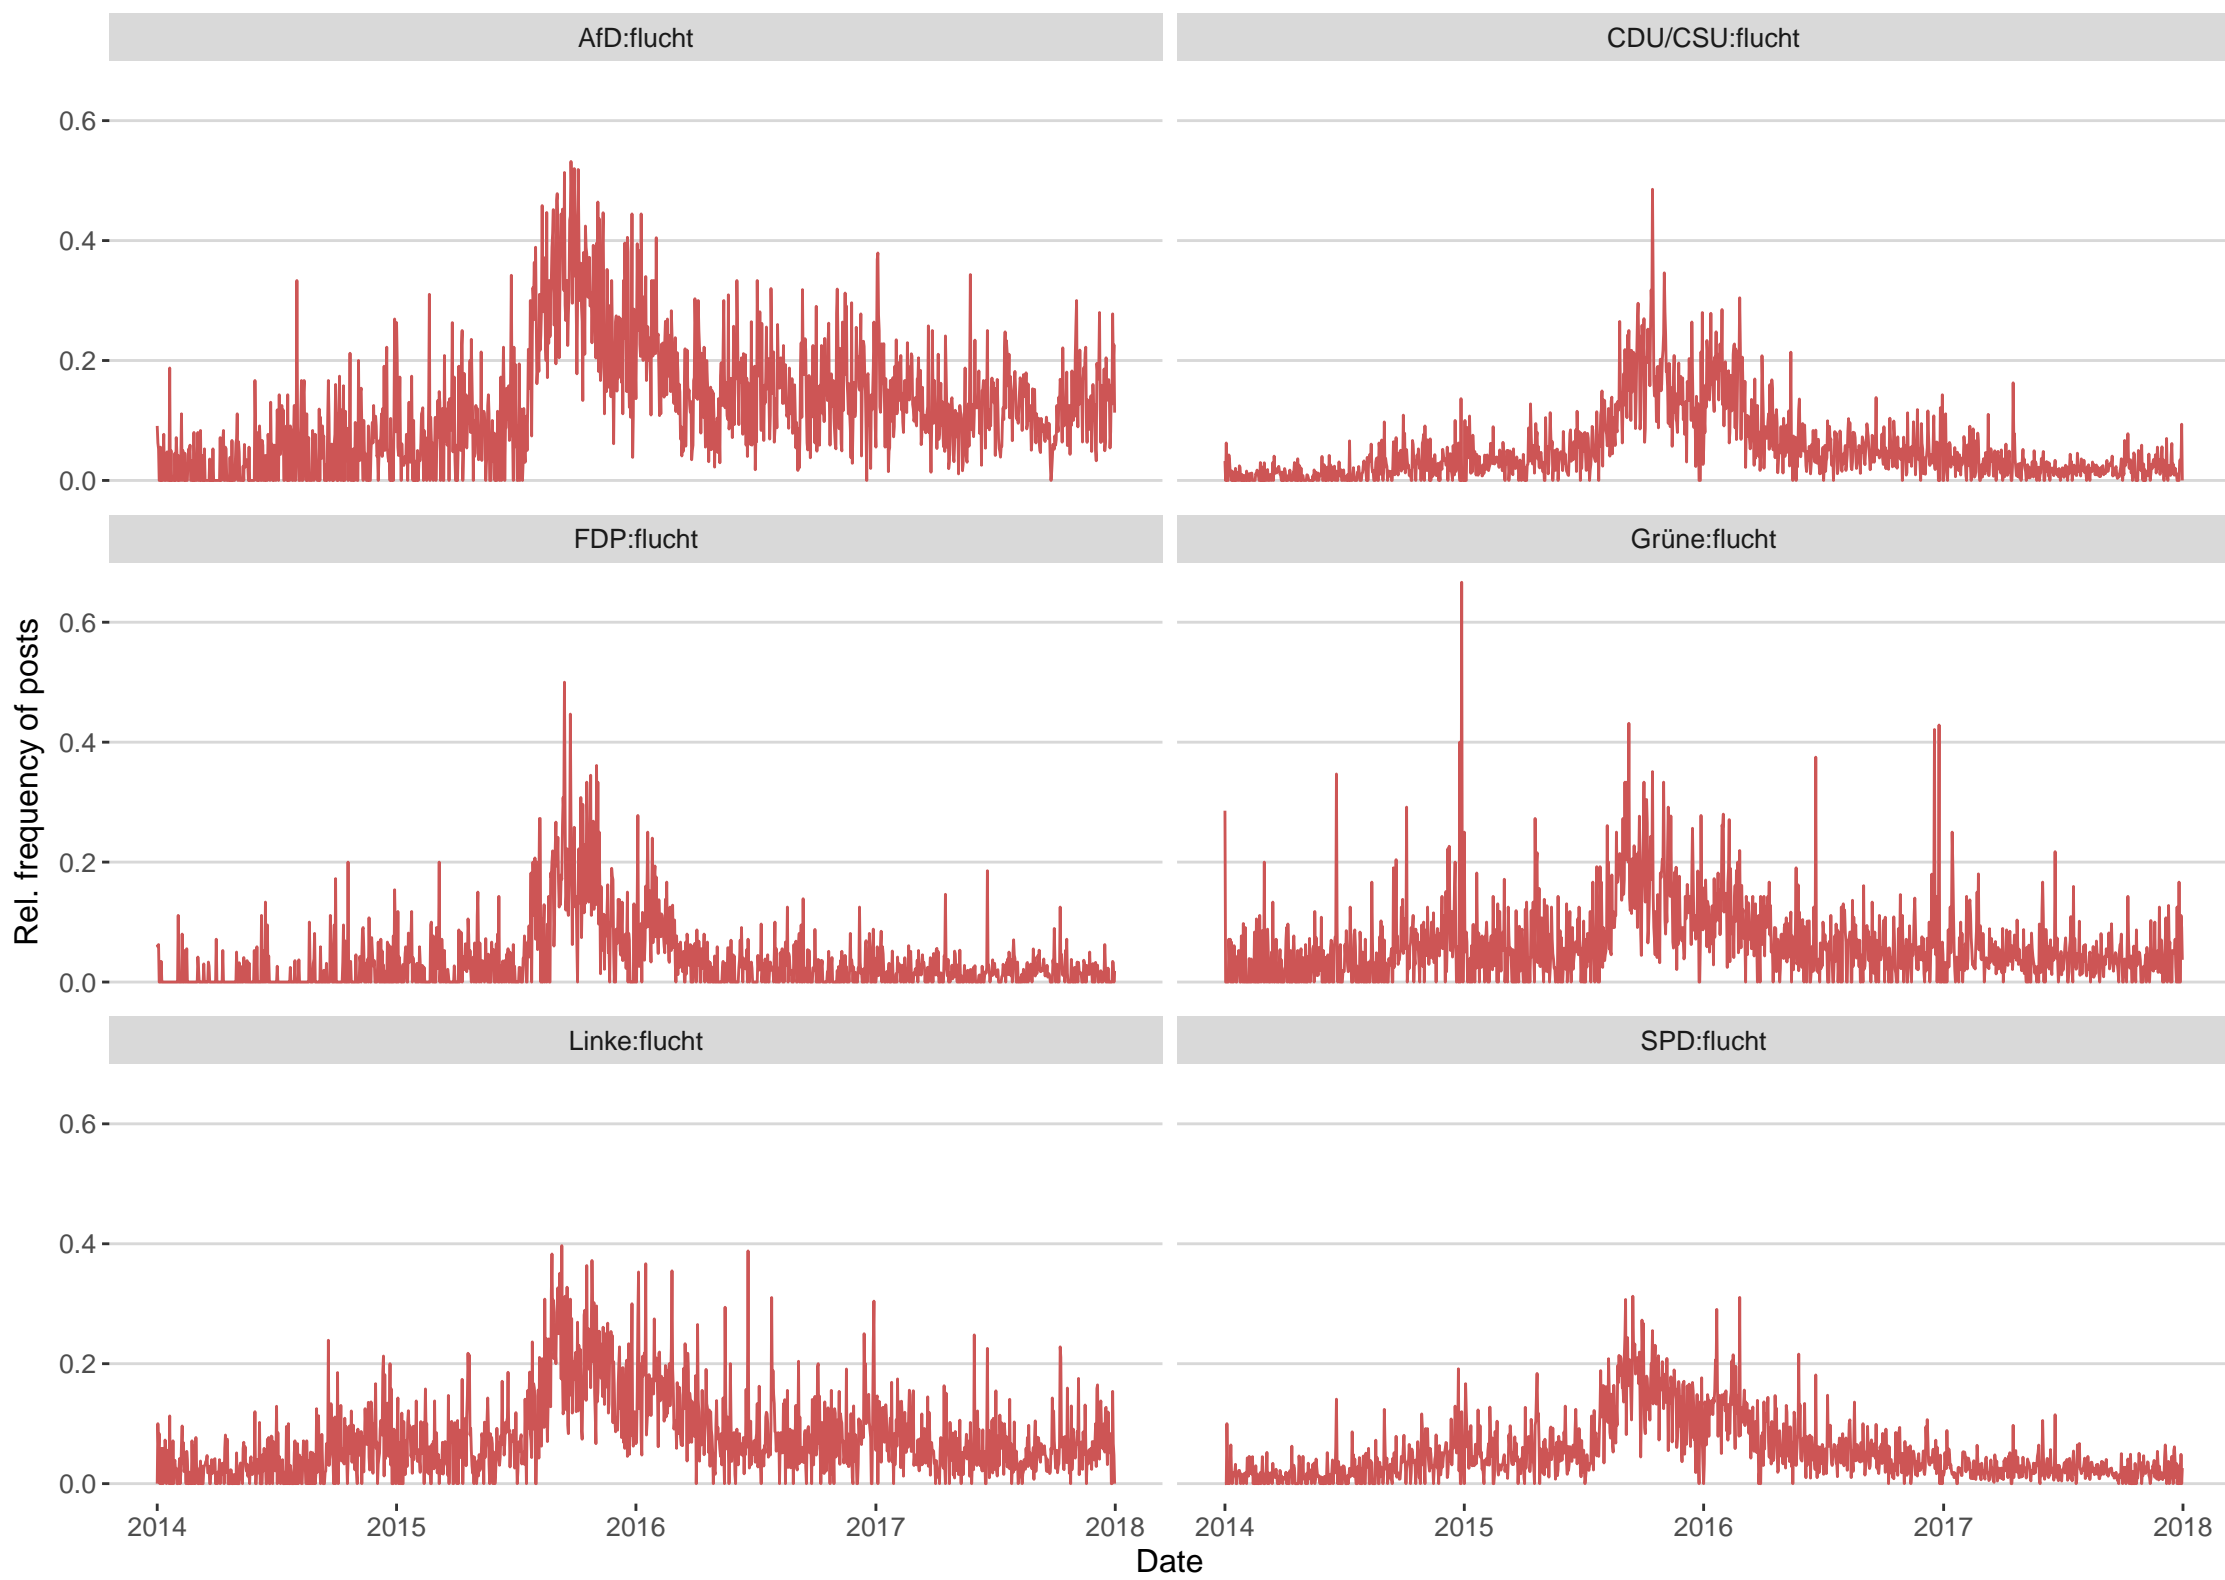 AfD:flucht
CDU/CSU:flucht
0.6
0.4
0.2
0.0
FDP:flucht
Grüne:flucht
Rel. frequency of posts
0.6
0.4
0.2
0.0
Linke:flucht
SPD:flucht
0.6
0.4
0.2
0.0
2014 2015 2016 2017 2018 2014 2015 2016 2017 2018
Date